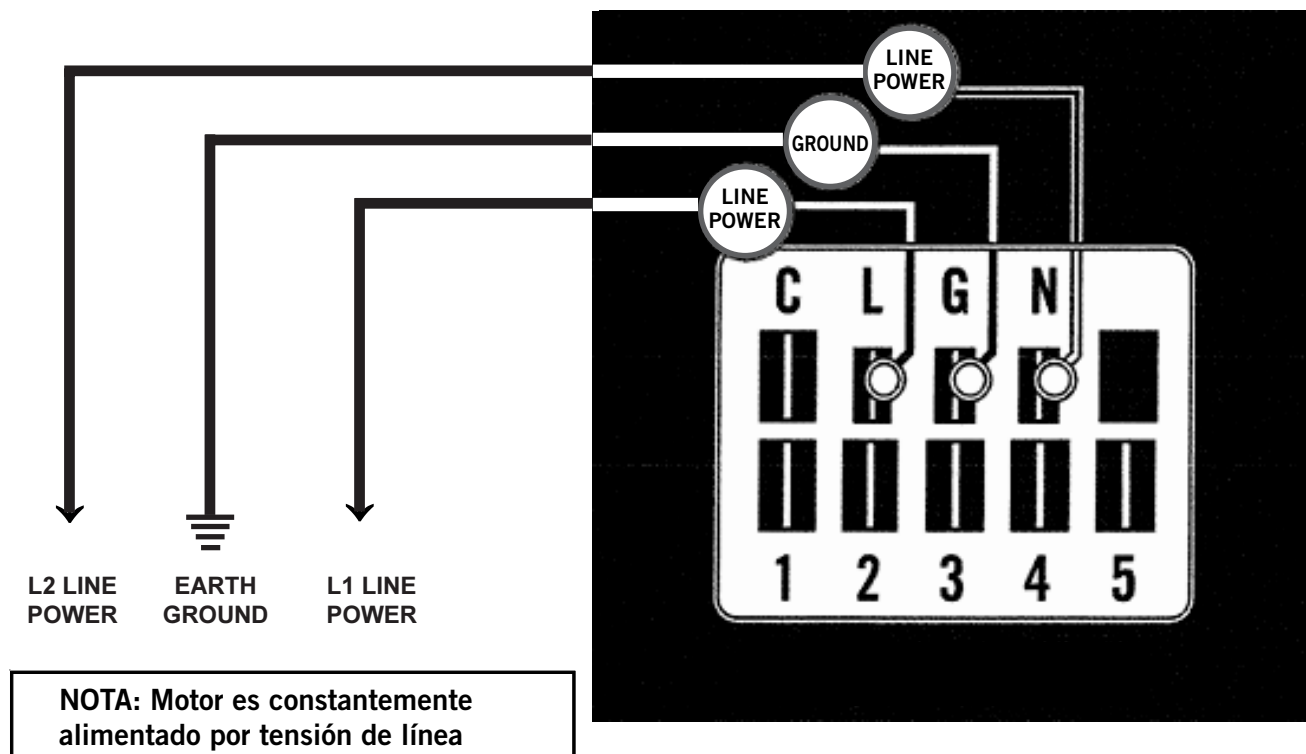 LINE
POWER
GROUND
LINE
POWER
C L G N
1 2 3 4 5
L2 LINE
POWER
EARTH
GROUND
L1 LINE
POWER
NOTA: Motor es constantemente
alimentado por tensión de línea